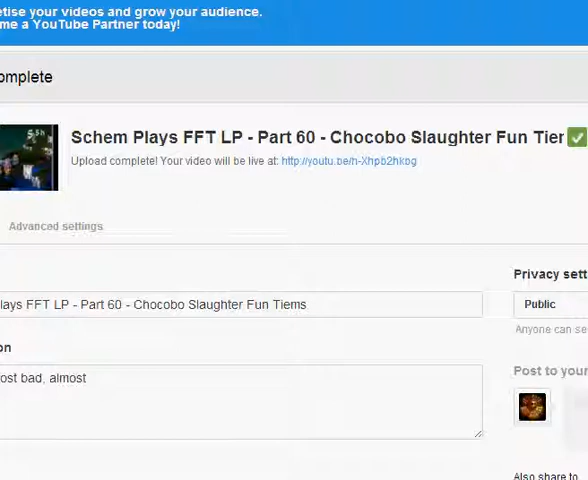 etise your videos and grow your audience.
me a YouTube Partner today!
omplete
Schem Plays FFT LP - Part 60 - Chocobo Slaughter Fun Tier
Upload complete! Your video will be live at: http://youtu.be/h-Xhpb2hkog
Advanced settings
Privacy sett
lays FFT LP - Part 60 - Chocobo Slaughter Fun Tiems
Public
Anyone can se
on
Post to your
ost bad, almost
Also share to